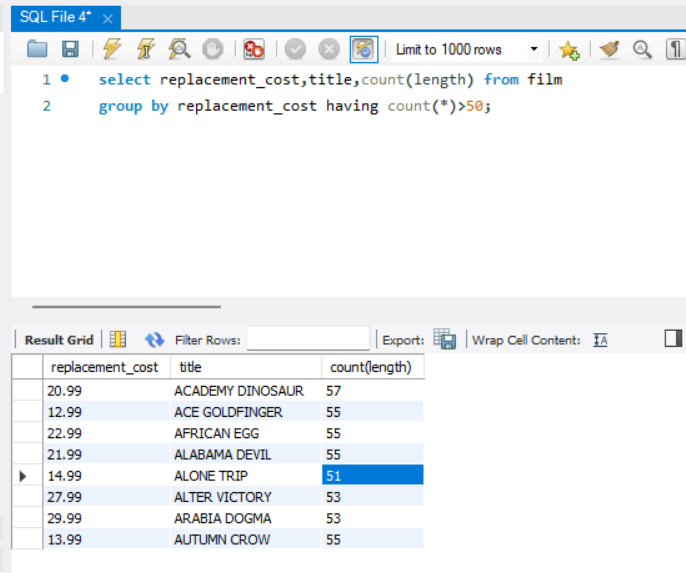 SQL File 4*
Limit to 1000 rows
1 select replacement_cost,title,count(length) from film
2 group by replacement_cost having count(*)>50;
Result Grid Filter Rows: Export: Wrap Cell Content:
replacement_cost title count(length)
20.99 ACADEMY DINOSAUR 57
12.99 ACE GOLDFINGER 55
22.99 AFRICAN EGG 55
21.99 ALABAMA DEVIL 55
14.99 ALONE TRIP 51
27.99 ALTER VICTORY 53
29.99 ARABIA DOGMA 53
13.99 AUTUMN CROW 55